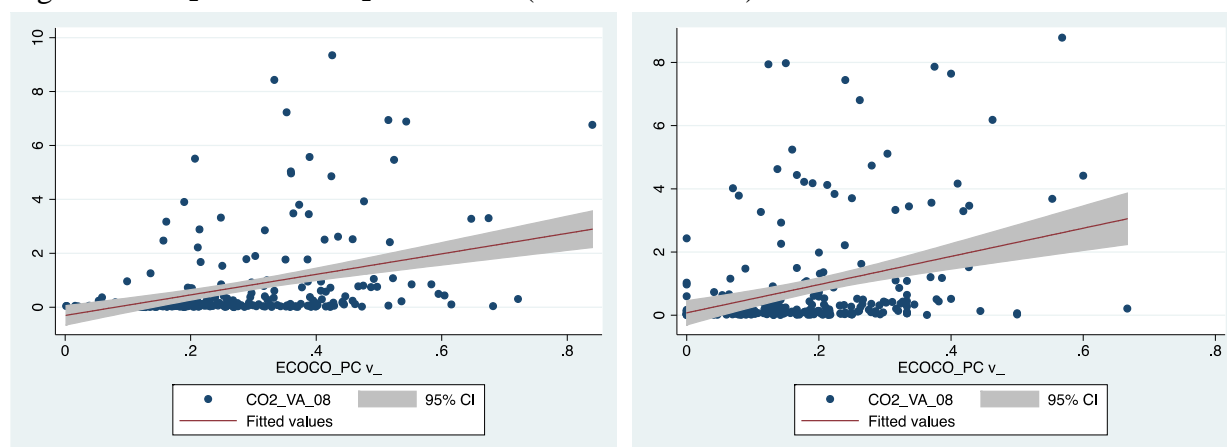 10
8
6
4
2
0
0
.2
.4
.6
.8
ECOCO_PC v_
CO2_VA_08
95% CI
Fitted values
8
6
4
2
0
0
.2
.4
.6
.8
ECOCO_PC v_
CO2_VA_08
95% CI
Fitted values